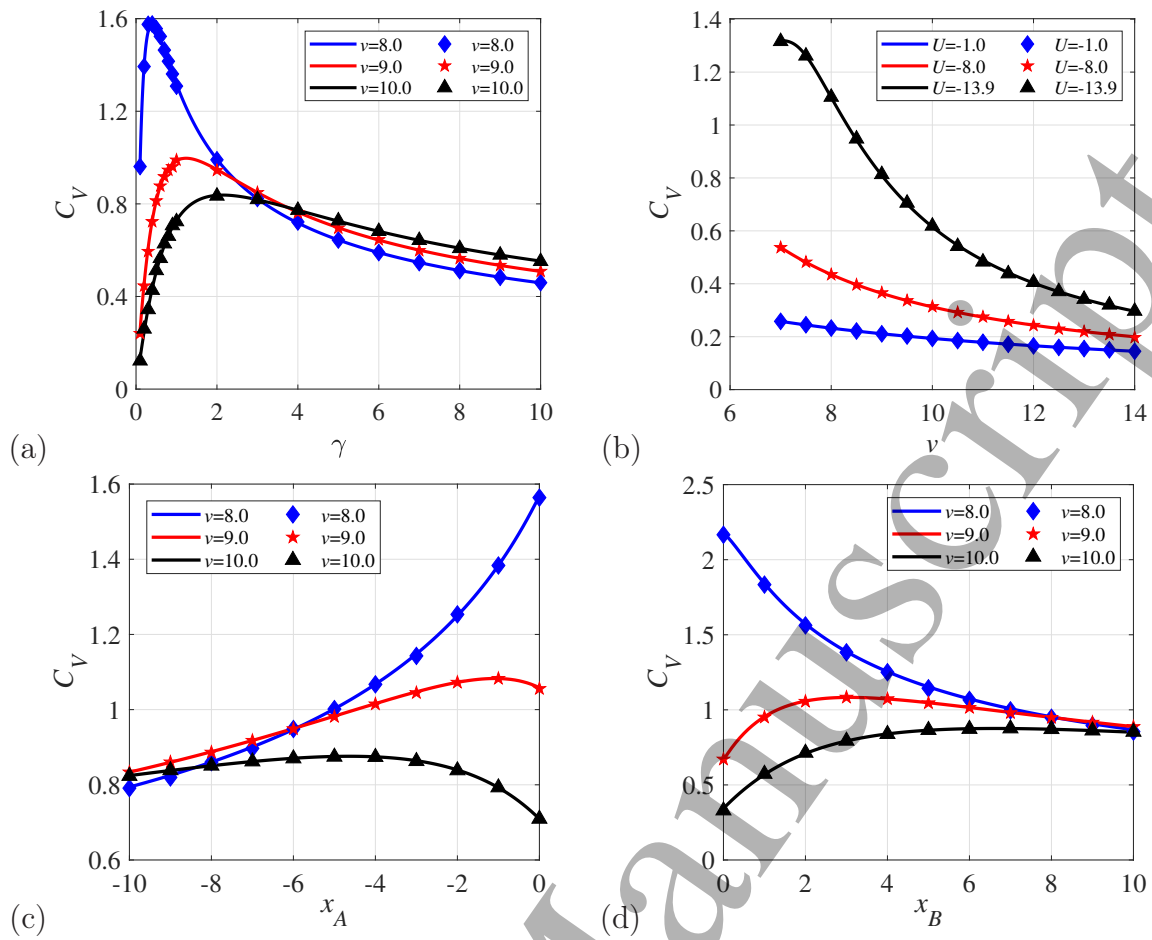 1.6
1.2
0.8
0.4
0
C_V
0 2 4 6 8 10
γ
v=8.0 v=8.0
v=9.0 v=9.0
v=10.0 v=10.0
(a)
1.4
1.2
1
0.8
0.6
0.4
0.2
0
C_V
6 8 10 12 14
v
U=-1.0 U=-1.0
U=-8.0 U=-8.0
U=-13.9 U=-13.9
(b)
1.6
1.4
1.2
1
0.8
0.6
C_V
-10 -8 -6 -4 -2 0
x_A
v=8.0 v=8.0
v=9.0 v=9.0
v=10.0 v=10.0
(c)
2.5
2
1.5
1
0.5
0
C_V
0 2 4 6 8 10
x_B
v=8.0 v=8.0
v=9.0 v=9.0
v=10.0 v=10.0
(d)
Manuscript